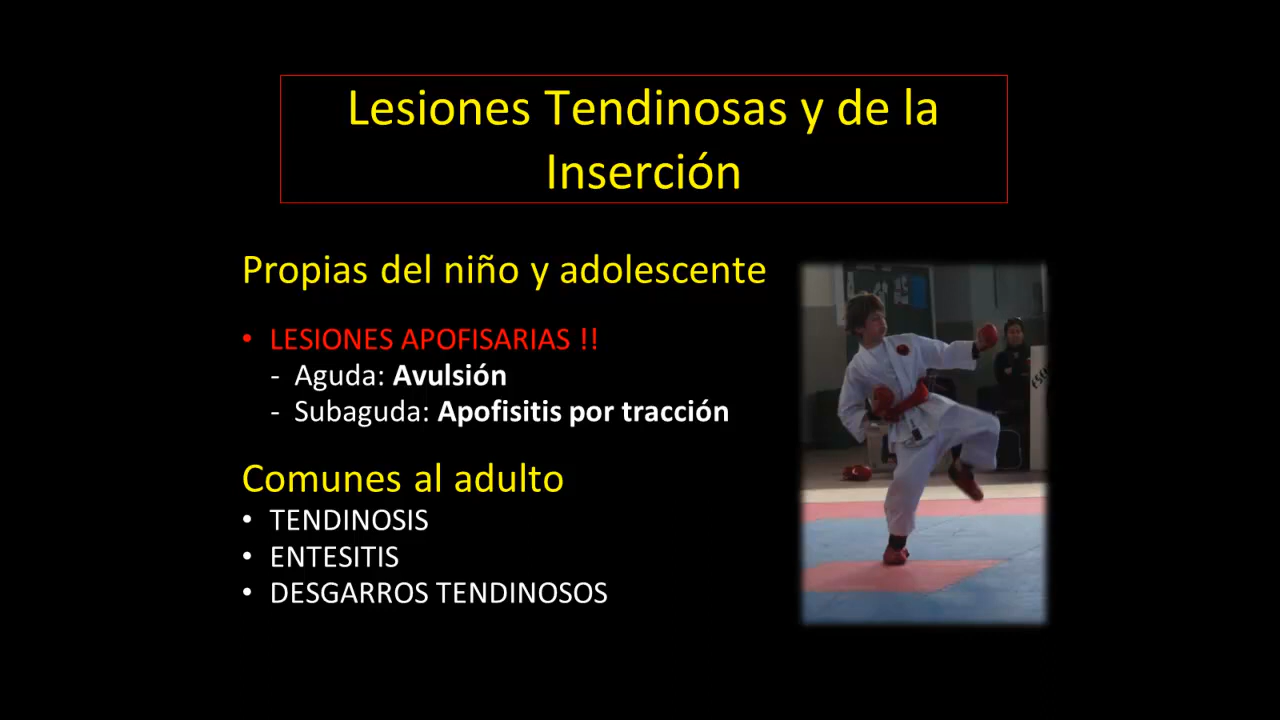 Lesiones Tendinosas y de la
Inserción
Propias del niño y adolescente
• LESIONES APOFISARIAS !!
- Aguda: Avulsión
- Subaguda: Apofisitis por tracción
Comunes al adulto
• TENDINOSIS
• ENTESITIS
• DESGARROS TENDINOSOS